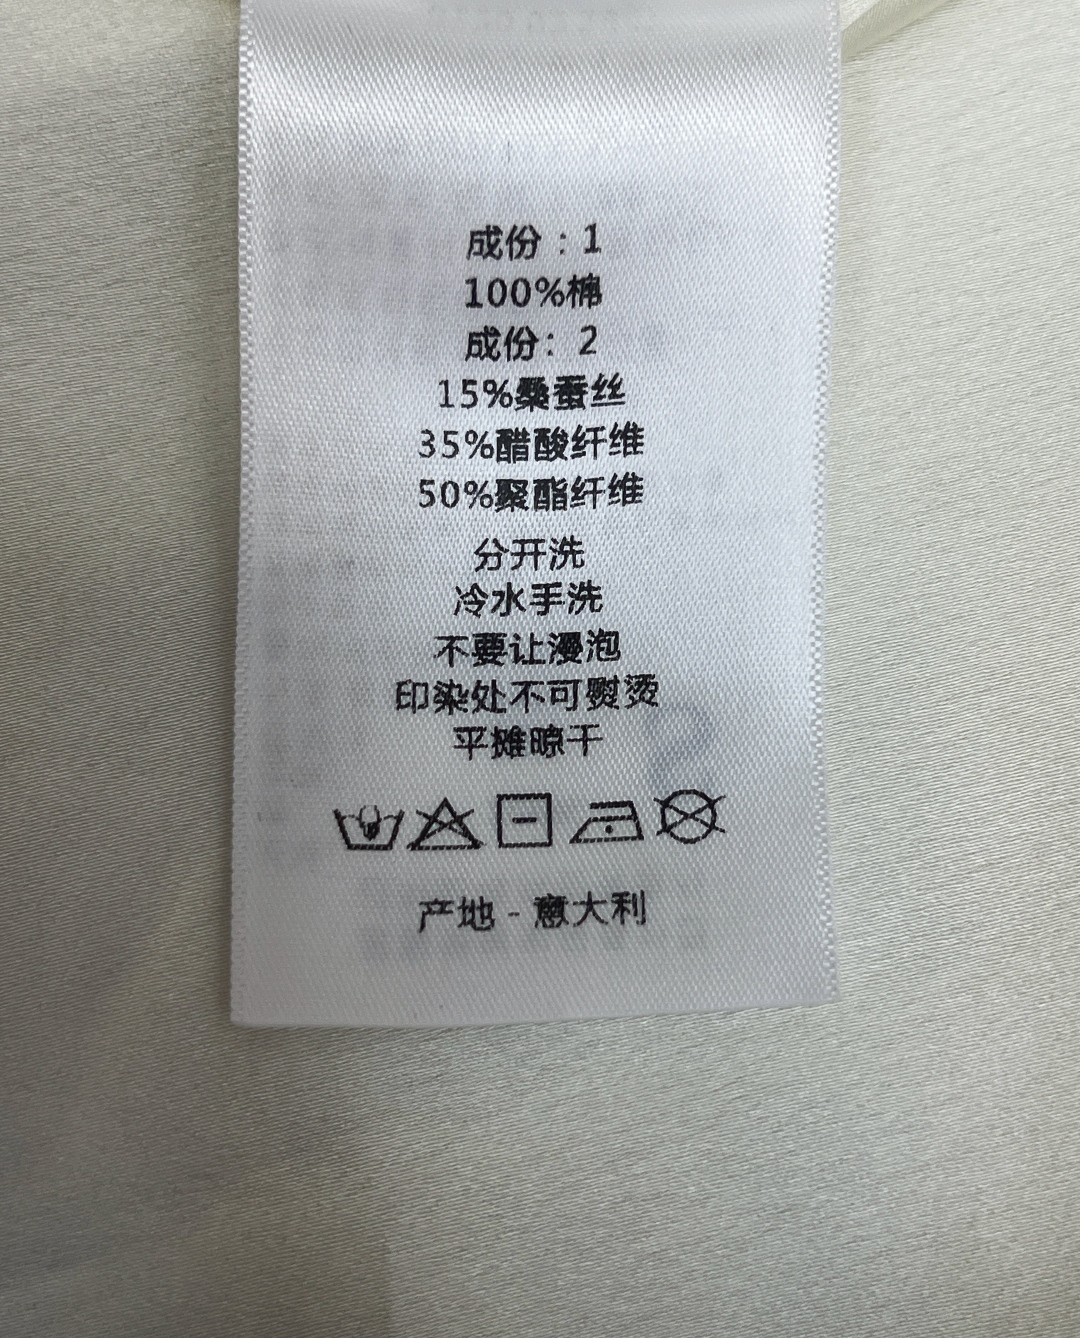 成份：1
100%棉
成份：2
15%桑蚕丝
35%醋酸纤维
50%聚酯纤维
分开洗
冷水手洗
不要让漫泡
印染处不可熨烫
平摊晾干
产地 - 意大利